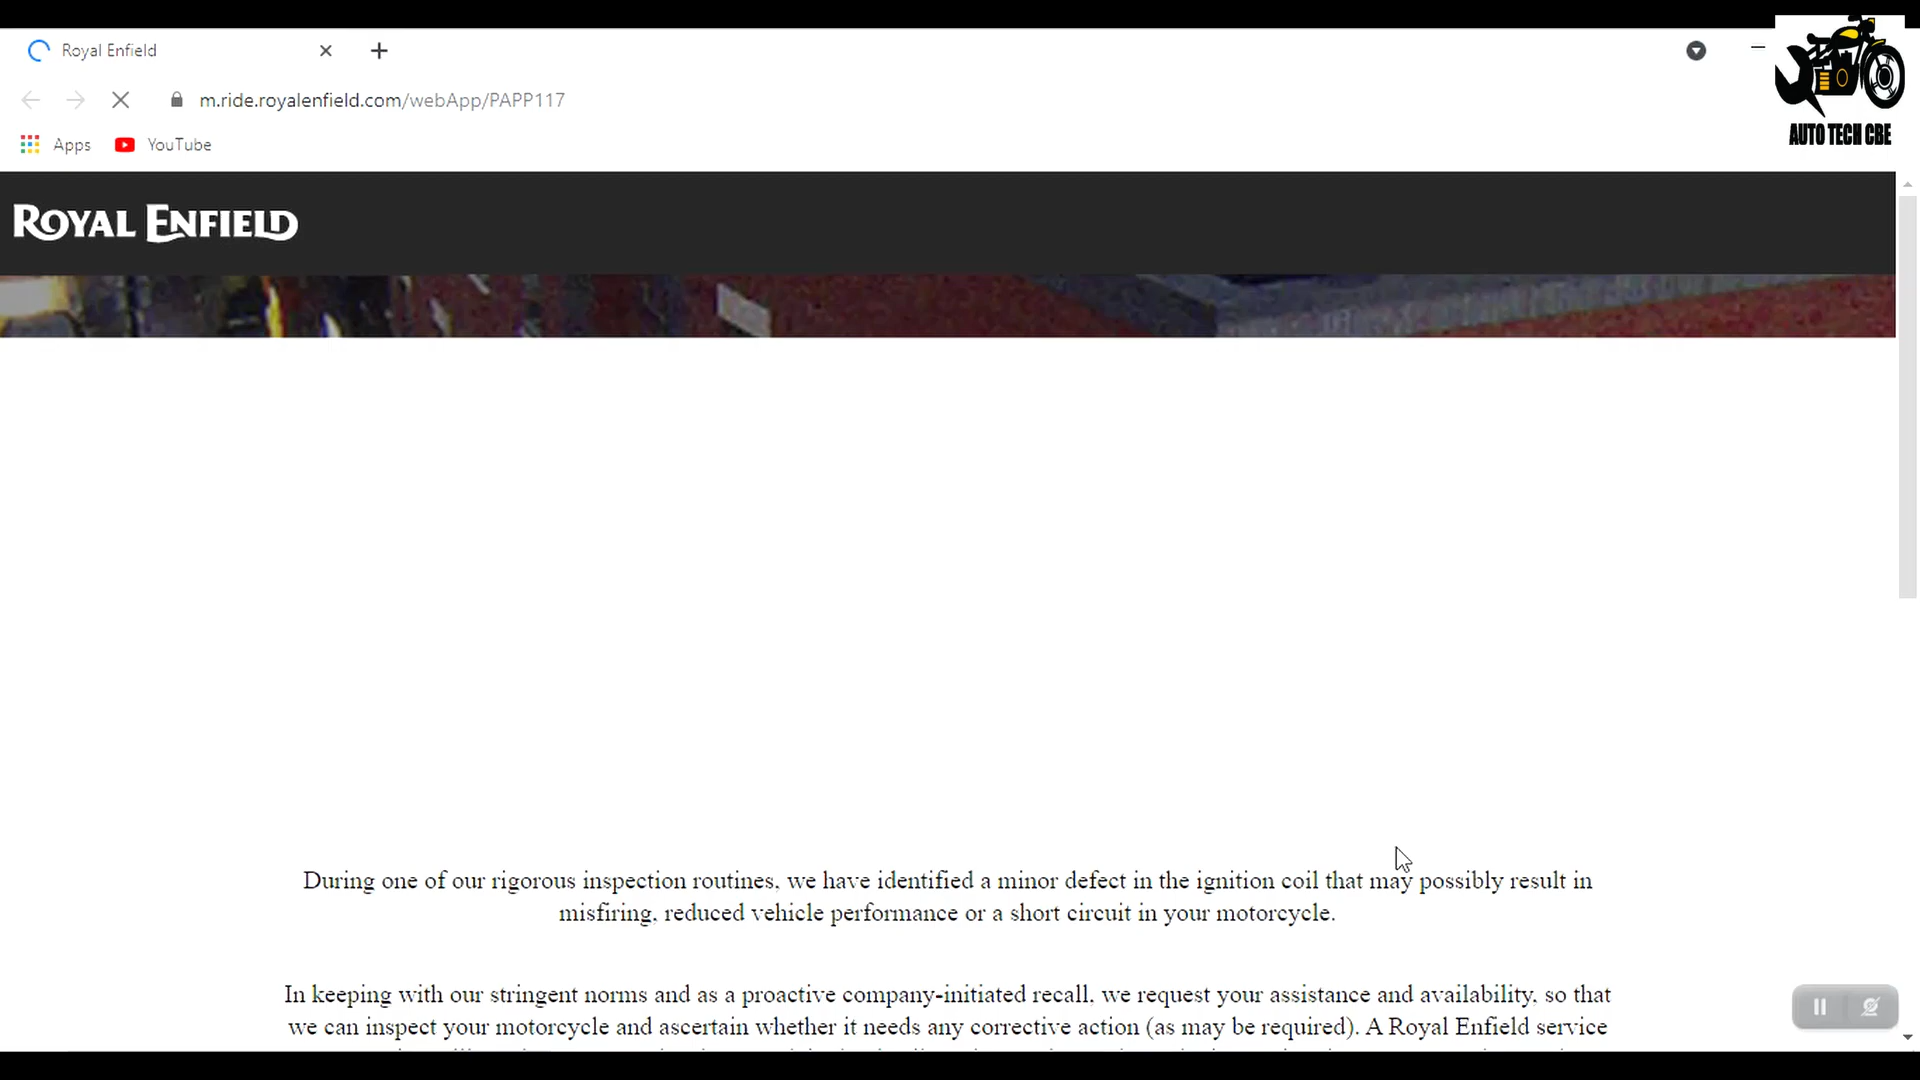 Royal Enfield
m.ride.royalenfield.com/webApp/PAPP117
Apps
YouTube
AUTO TECH CBE
ROYAL ENFIELD
During one of our rigorous inspection routines, we have identified a minor defect in the ignition coil that may possibly result in
misfiring, reduced vehicle performance or a short circuit in your motorcycle.
In keeping with our stringent norms and as a proactive company-initiated recall, we request your assistance and availability, so that
we can inspect your motorcycle and ascertain whether it needs any corrective action (as may be required). A Royal Enfield service